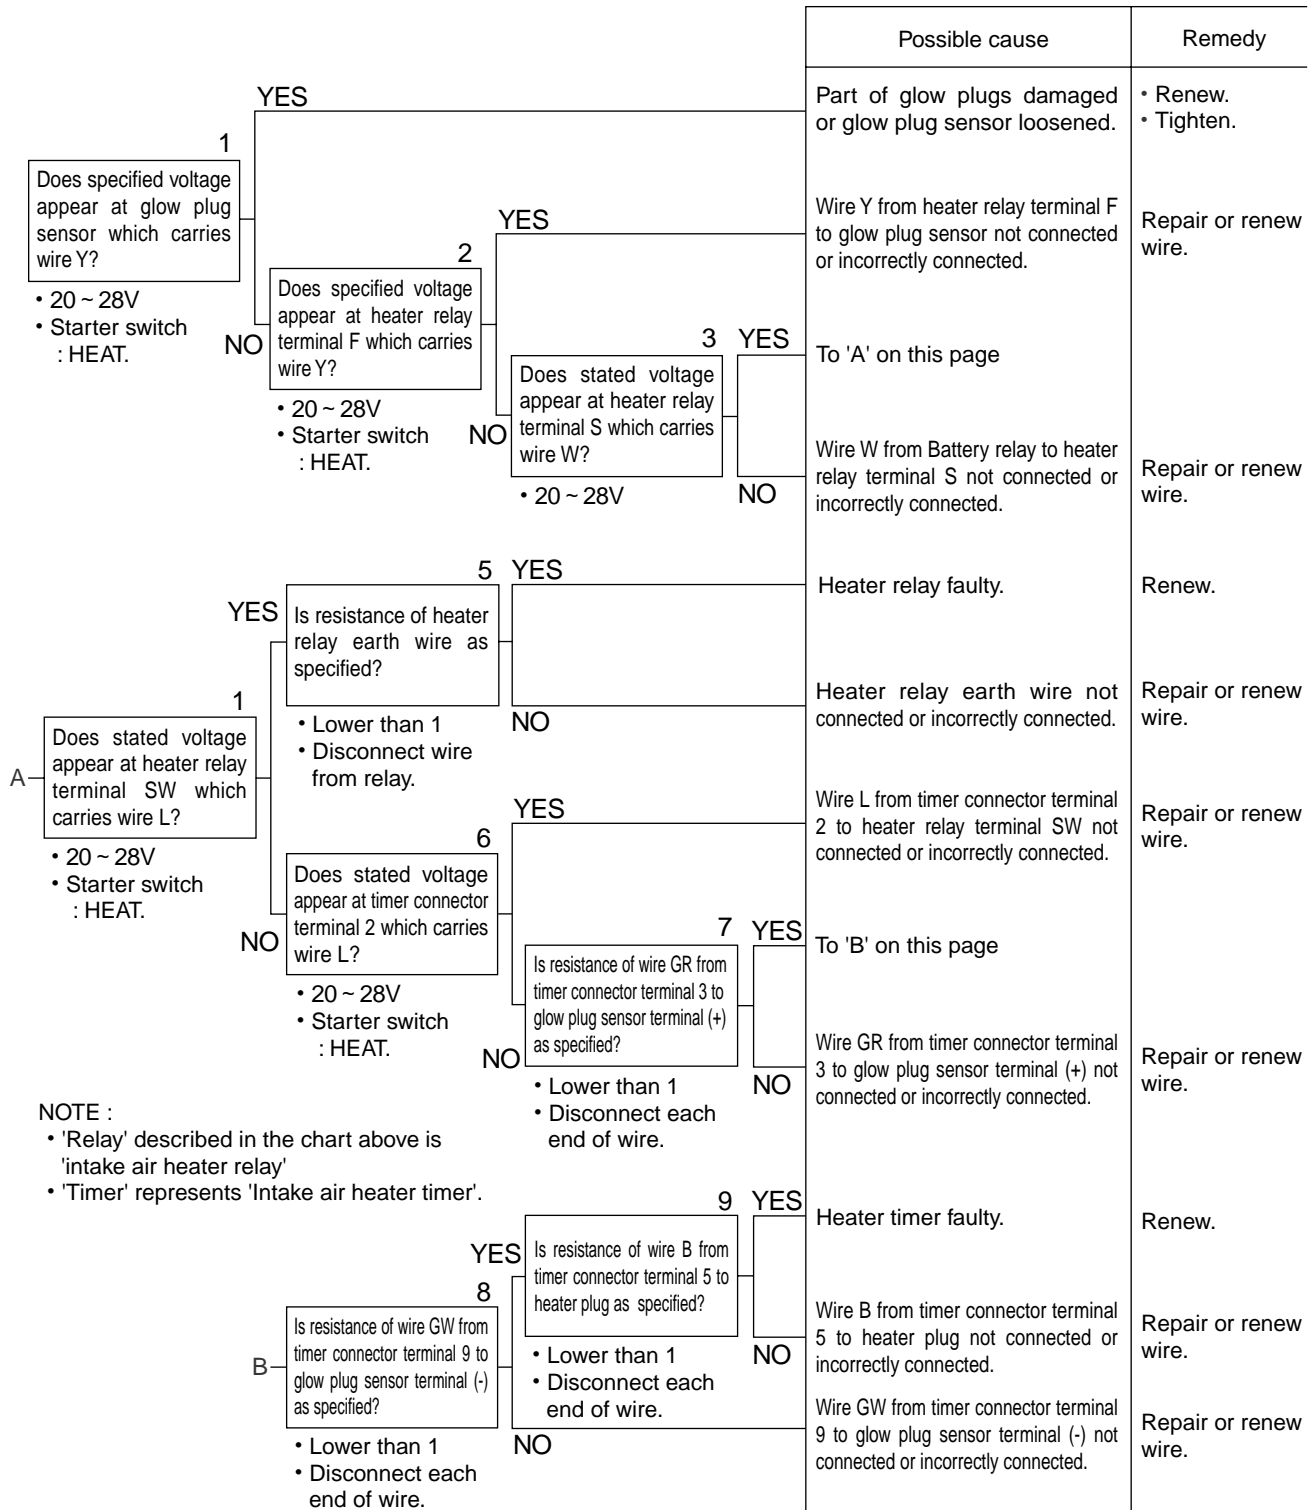 Possible cause
Remedy
YES
1
Does specified voltage
appear at glow plug
sensor which carries
wire Y?
• 20 ~ 28V
• Starter switch
: HEAT.
Part of glow plugs damaged
or glow plug sensor loosened.
• Renew.
• Tighten.
NO
2
Does specified voltage
appear at heater relay
terminal F which carries
wire Y?
• 20 ~ 28V
• Starter switch
: HEAT.
YES
Wire Y from heater relay terminal F
to glow plug sensor not connected
or incorrectly connected.
Repair or renew
wire.
NO
3
Does stated voltage
appear at heater relay
terminal S which carries
wire W?
• 20 ~ 28V
YES
To 'A' on this page
NO
Wire W from Battery relay to heater
relay terminal S not connected or
incorrectly connected.
Repair or renew
wire.
A
1
Does stated voltage
appear at heater relay
terminal SW which
carries wire L?
• 20 ~ 28V
• Starter switch
: HEAT.
YES
5
Is resistance of heater
relay earth wire as
specified?
• Lower than 1
• Disconnect wire
from relay.
YES
Heater relay faulty.
Renew.
NO
Heater relay earth wire not
connected or incorrectly connected.
Repair or renew
wire.
NO
6
Does stated voltage
appear at timer connector
terminal 2 which carries
wire L?
• 20 ~ 28V
• Starter switch
: HEAT.
YES
Wire L from timer connector terminal
2 to heater relay terminal SW not
connected or incorrectly connected.
Repair or renew
wire.
NO
7
Is resistance of wire GR from
timer connector terminal 3 to
glow plug sensor terminal (+)
as specified?
• Lower than 1
• Disconnect each
end of wire.
YES
To 'B' on this page
NO
Wire GR from timer connector terminal
3 to glow plug sensor terminal (+) not
connected or incorrectly connected.
Repair or renew
wire.
NOTE :
• 'Relay' described in the chart above is
'intake air heater relay'
• 'Timer' represents 'Intake air heater timer'.
B
8
Is resistance of wire GW from
timer connector terminal 9 to
glow plug sensor terminal (-)
as specified?
• Lower than 1
• Disconnect each
end of wire.
YES
9
Is resistance of wire B from
timer connector terminal 5 to
heater plug as specified?
• Lower than 1
• Disconnect each
end of wire.
YES
Heater timer faulty.
Renew.
NO
Wire B from timer connector terminal
5 to heater plug not connected or
incorrectly connected.
Repair or renew
wire.
NO
Wire GW from timer connector terminal
9 to glow plug sensor terminal (-) not
connected or incorrectly connected.
Repair or renew
wire.